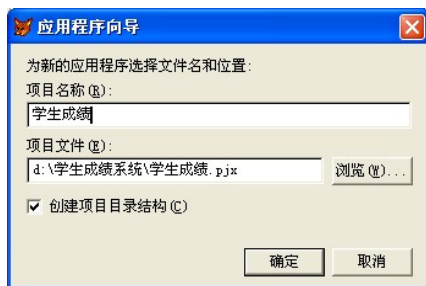 应用程序向导
为新的应用程序选择文件名和位置:
项目名称(R):
学生成绩
项目文件(E):
d:\学生成绩系统\学生成绩.pjx
浏览(W)...
创建项目目录结构(C)
确定
取消